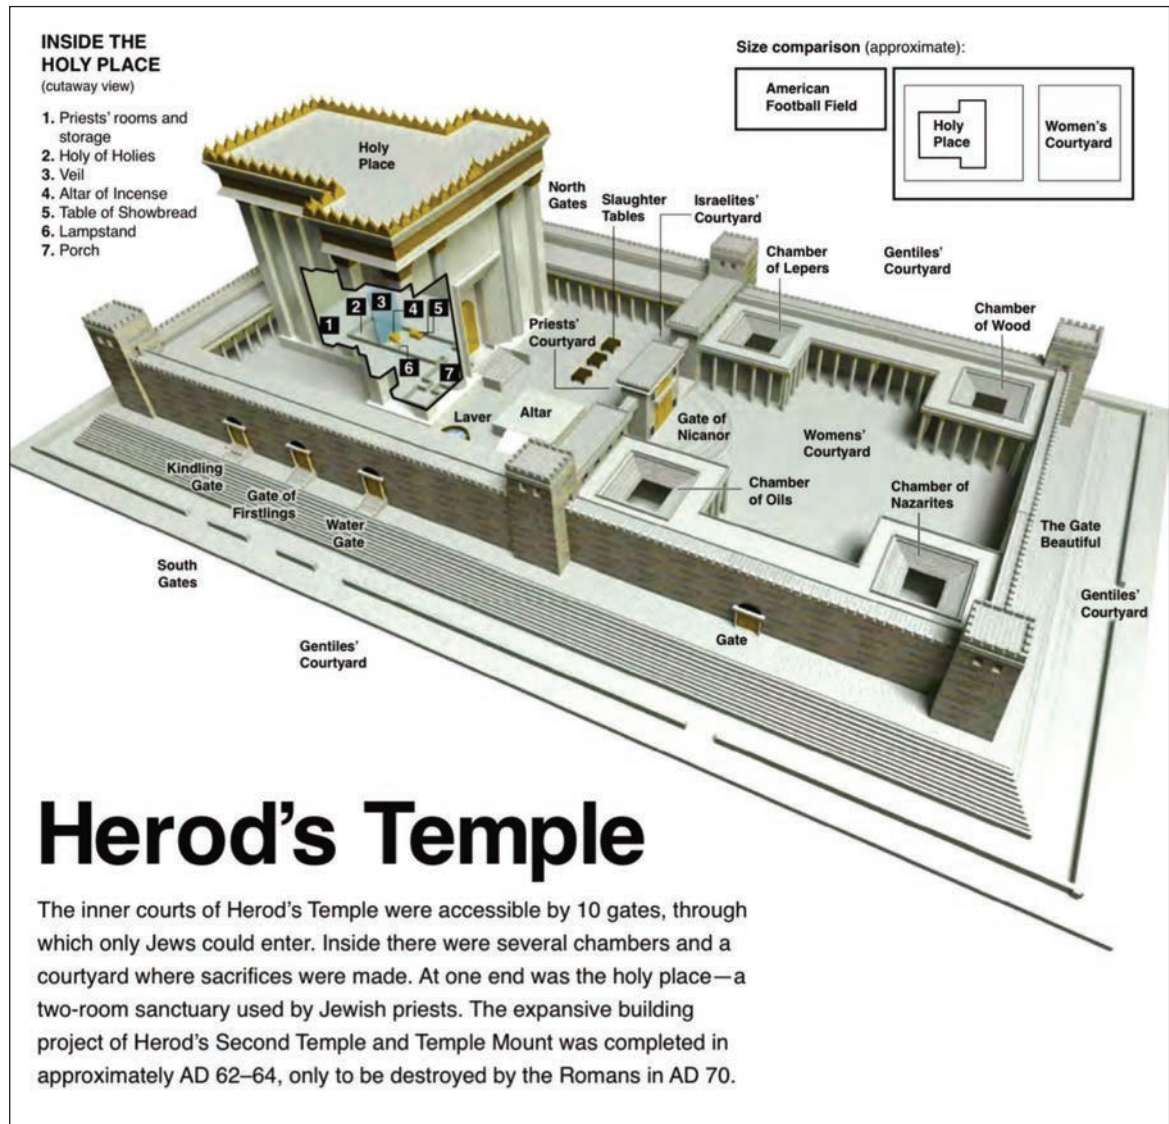 INSIDE THE
HOLY PLACE
(cutaway view)
1. Priests' rooms and
storage
2. Holy of Holies
3. Veil
4. Altar of Incense
5. Table of Showbread
6. Lampstand
7. Porch
Size comparison (approximate):
American
Football Field
Holy
Place
Women's
Courtyard
Holy
Place
North
Gates
Slaughter
Tables
Israelites'
Courtyard
Chamber
of Lepers
Gentiles'
Courtyard
Chamber
of Wood
1
2
3
4
5
6
7
Priests'
Courtyard
Laver
Altar
Gate of
Nicanor
Womens'
Courtyard
Chamber
of Oils
Chamber of
Nazarites
The Gate
Beautiful
Gentiles'
Courtyard
Kindling
Gate
Gate of
Firstlings
Water
Gate
South
Gates
Gentiles'
Courtyard
Gate
Herod's Temple
The inner courts of Herod's Temple were accessible by 10 gates, through
which only Jews could enter. Inside there were several chambers and a
courtyard where sacrifices were made. At one end was the holy place—a
two-room sanctuary used by Jewish priests. The expansive building
project of Herod's Second Temple and Temple Mount was completed in
approximately AD 62–64, only to be destroyed by the Romans in AD 70.